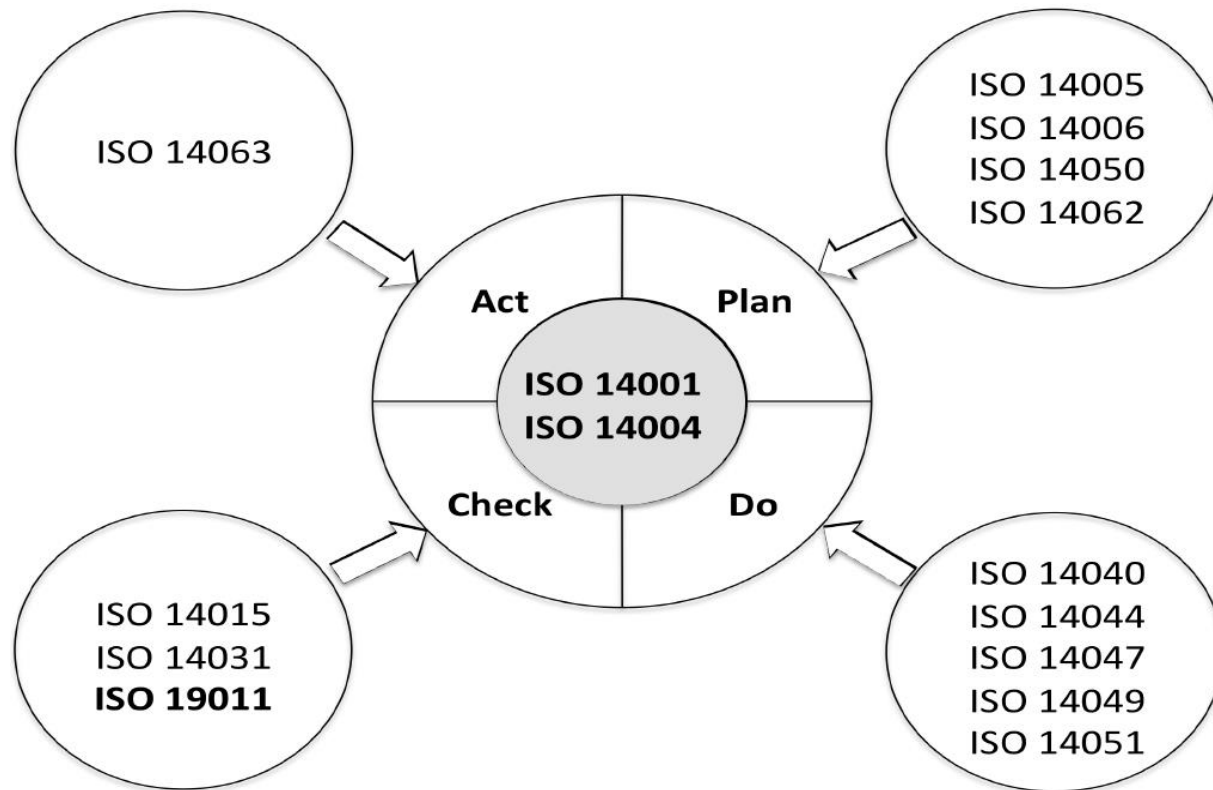 ISO 14063
ISO 14005
ISO 14006
ISO 14050
ISO 14062
Act
Plan
ISO 14001
ISO 14004
Check
Do
ISO 14015
ISO 14031
ISO 19011
ISO 14040
ISO 14044
ISO 14047
ISO 14049
ISO 14051